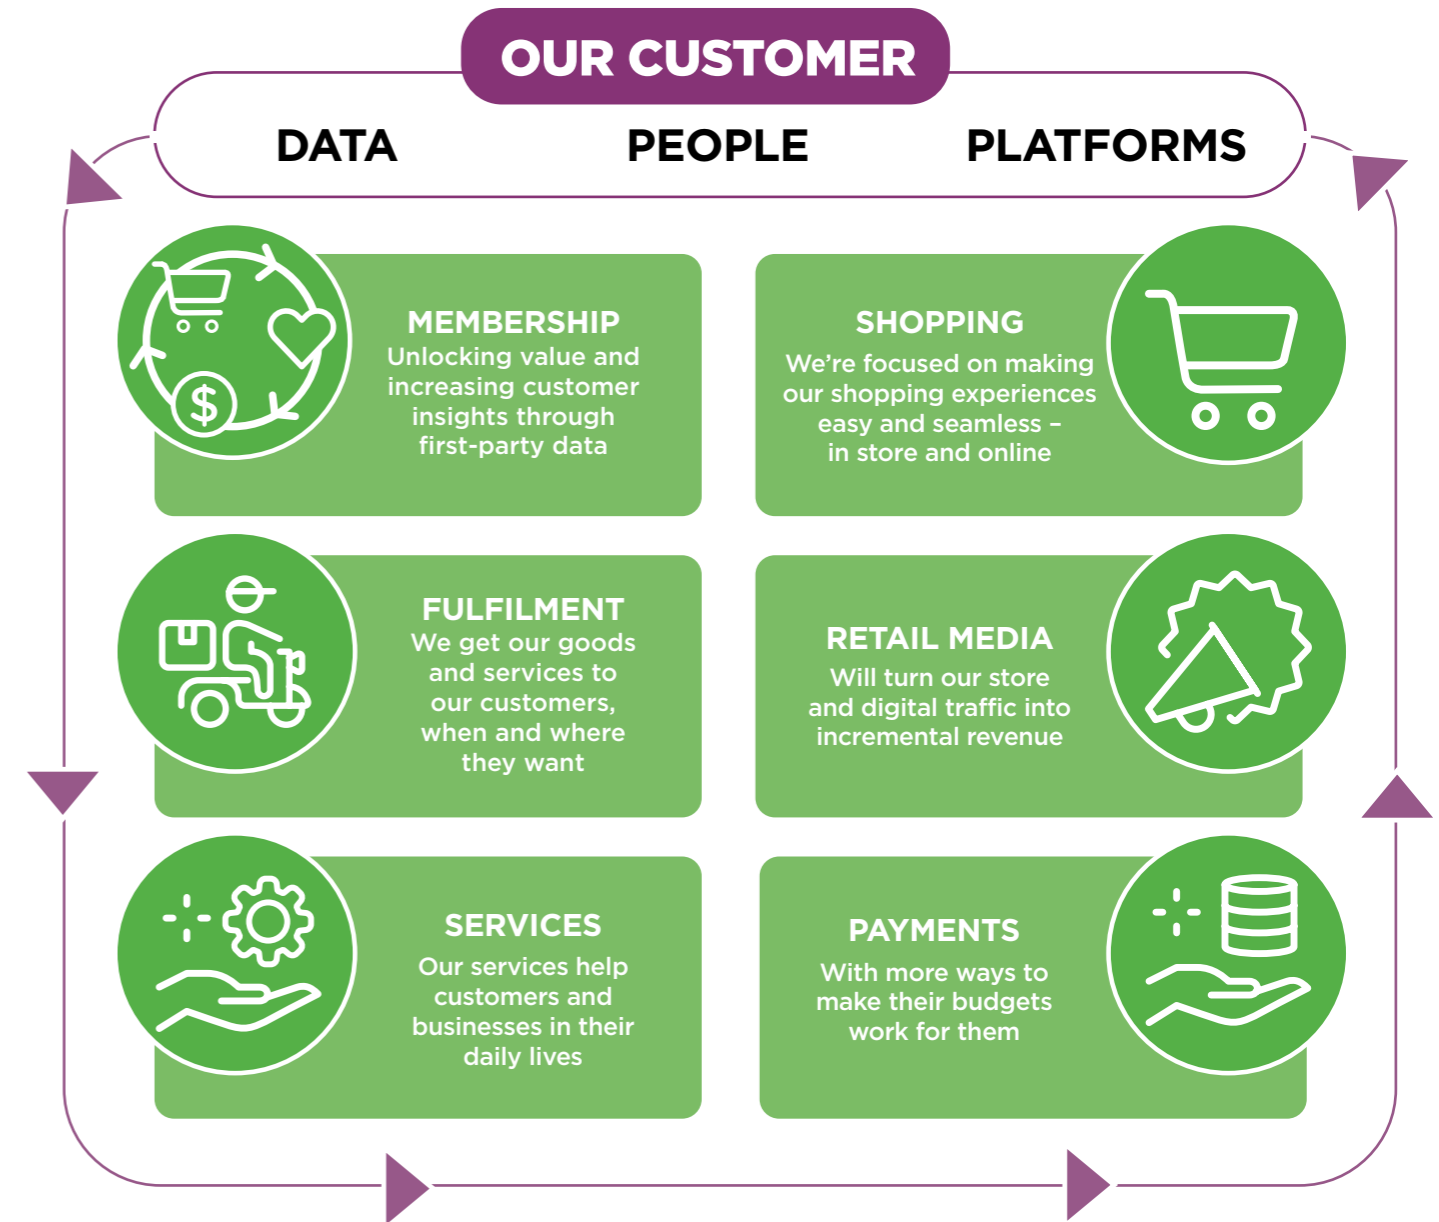 OUR CUSTOMER
DATA PEOPLE PLATFORMS
MEMBERSHIP
Unlocking value and
increasing customer
insights through
first-party data
SHOPPING
We’re focused on making
our shopping experiences
easy and seamless –
in store and online
FULFILMENT
We get our goods
and services to
our customers,
when and where
they want
RETAIL MEDIA
Will turn our store
and digital traffic into
incremental revenue
SERVICES
Our services help
customers and
businesses in their
daily lives
PAYMENTS
With more ways to
make their budgets
work for them
$